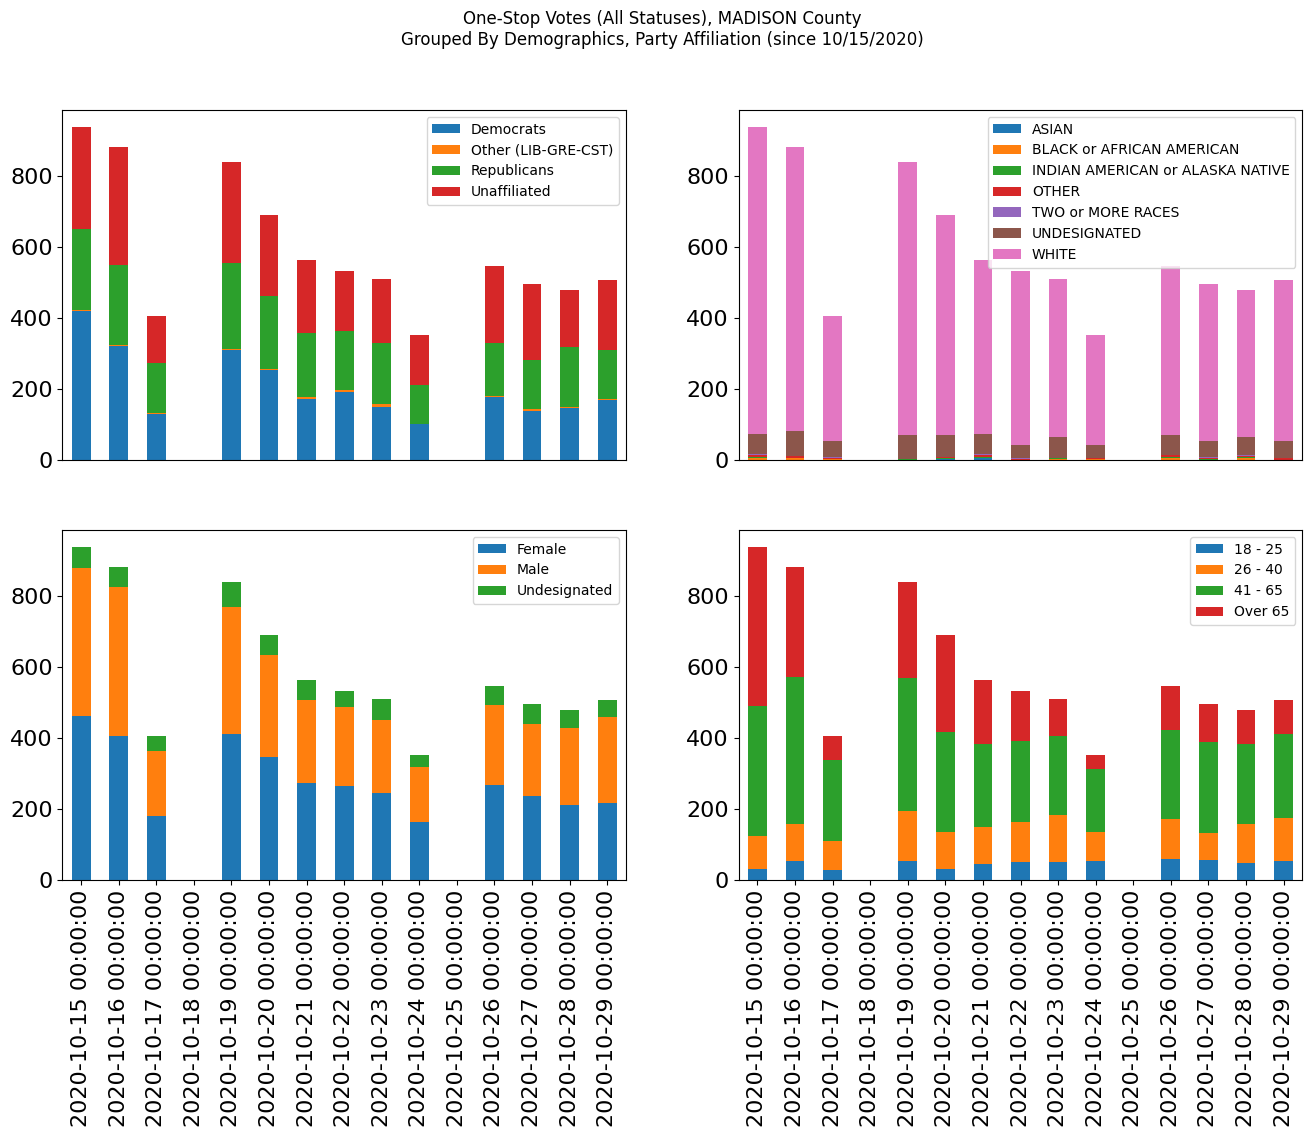 One-Stop Votes (All Statuses), MADISON County
Grouped By Demographics, Party Affiliation (since 10/15/2020)
800
600
400
200
0
Democrats
Other (LIB-GRE-CST)
Republicans
Unaffiliated
800
600
400
200
0
ASIAN
BLACK or AFRICAN AMERICAN
INDIAN AMERICAN or ALASKA NATIVE
OTHER
TWO or MORE RACES
UNDESIGNATED
WHITE
800
600
400
200
0
Female
Male
Undesignated
2020-10-15 00:00:00
2020-10-16 00:00:00
2020-10-17 00:00:00
2020-10-18 00:00:00
2020-10-19 00:00:00
2020-10-20 00:00:00
2020-10-21 00:00:00
2020-10-22 00:00:00
2020-10-23 00:00:00
2020-10-24 00:00:00
2020-10-25 00:00:00
2020-10-26 00:00:00
2020-10-27 00:00:00
2020-10-28 00:00:00
2020-10-29 00:00:00
800
600
400
200
0
18 - 25
26 - 40
41 - 65
Over 65
2020-10-15 00:00:00
2020-10-16 00:00:00
2020-10-17 00:00:00
2020-10-18 00:00:00
2020-10-19 00:00:00
2020-10-20 00:00:00
2020-10-21 00:00:00
2020-10-22 00:00:00
2020-10-23 00:00:00
2020-10-24 00:00:00
2020-10-25 00:00:00
2020-10-26 00:00:00
2020-10-27 00:00:00
2020-10-28 00:00:00
2020-10-29 00:00:00